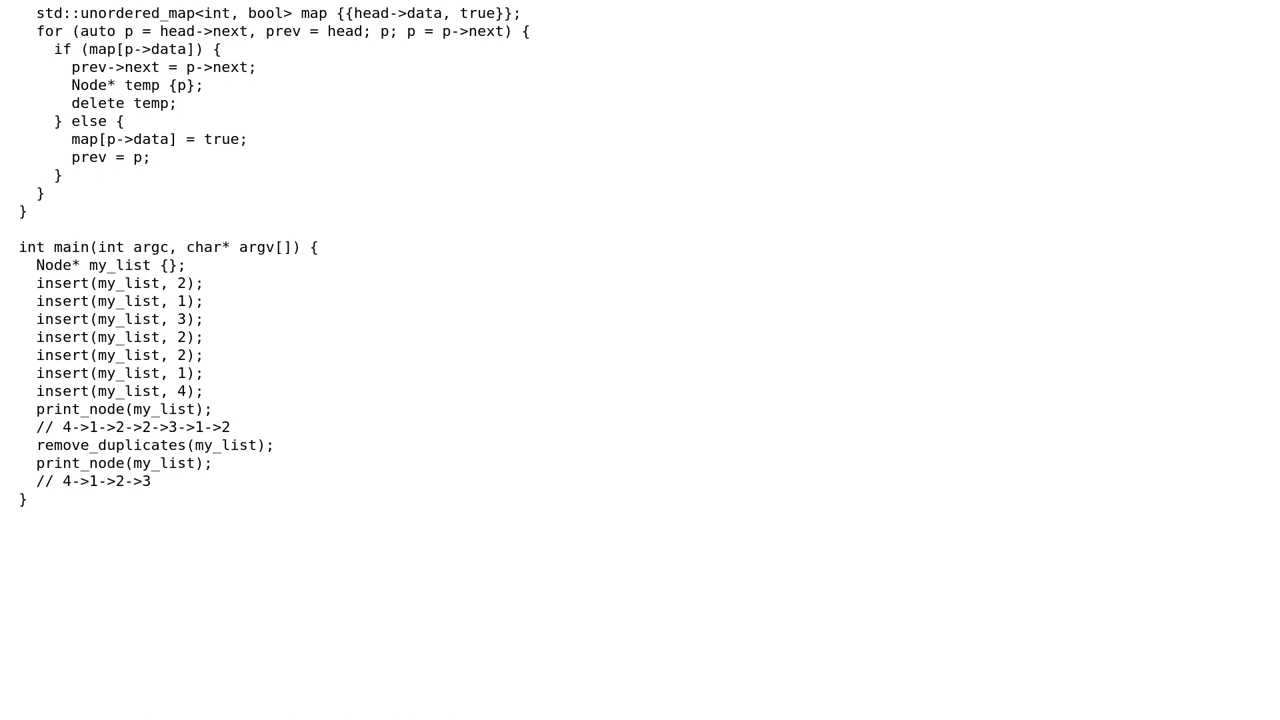 std::unordered_map<int, bool> map {{head->data, true}};
for (auto p = head->next, prev = head; p; p = p->next) {
if (map[p->data]) {
prev->next = p->next;
Node* temp {p};
delete temp;
} else {
map[p->data] = true;
prev = p;
}
}
}
int main(int argc, char* argv[]) {
Node* my_list {};
insert(my_list, 2);
insert(my_list, 1);
insert(my_list, 3);
insert(my_list, 2);
insert(my_list, 2);
insert(my_list, 1);
insert(my_list, 4);
print_node(my_list);
// 4->1->2->2->3->1->2
remove_duplicates(my_list);
print_node(my_list);
// 4->1->2->3
}